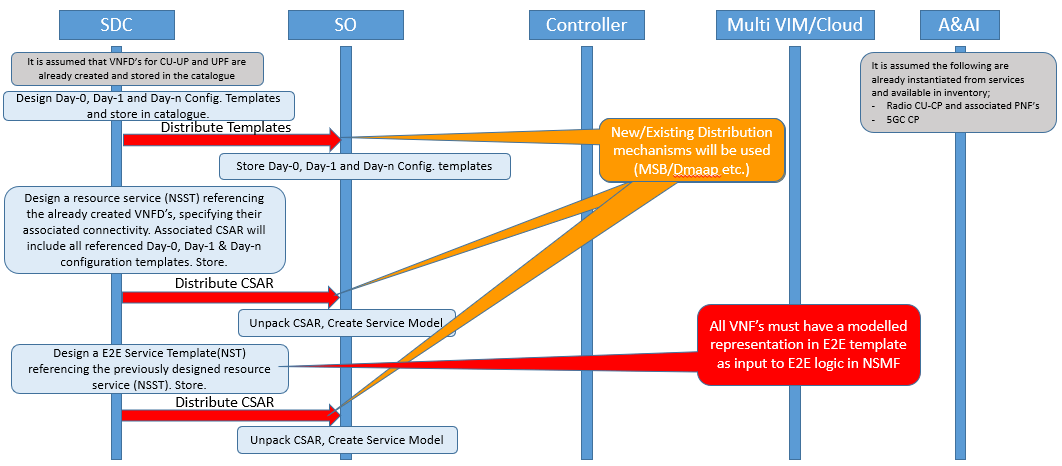 SDC
SO
Controller
Multi VIM/Cloud
A&AI
It is assumed that VNFD's for CU-UP and UPF are
already created and stored in the catalogue
It is assumed the following are
already instantiated from services
and available in inventory;
- Radio CU-CP and associated PNF's
- 5GC CP
Design Day-0, Day-1 and Day-n Config. Templates
and store in catalogue.
Distribute Templates
New/Existing Distribution
mechanisms will be used
(MSB/Dmaap etc.)
Store Day-0, Day-1 and Day-n Config. templates
Design a resource service (NSST) referencing
the already created VNFD's, specifying their
associated connectivity. Associated CSAR will
include all referenced Day-0, Day-1 & Day-n
configuration templates. Store.
Distribute CSAR
Unpack CSAR, Create Service Model
All VNF's must have a modelled
representation in E2E template
as input to E2E logic in NSMF
Design a E2E Service Template(NST)
referencing the previously designed resource
service (NSST). Store.
Distribute CSAR
Unpack CSAR, Create Service Model